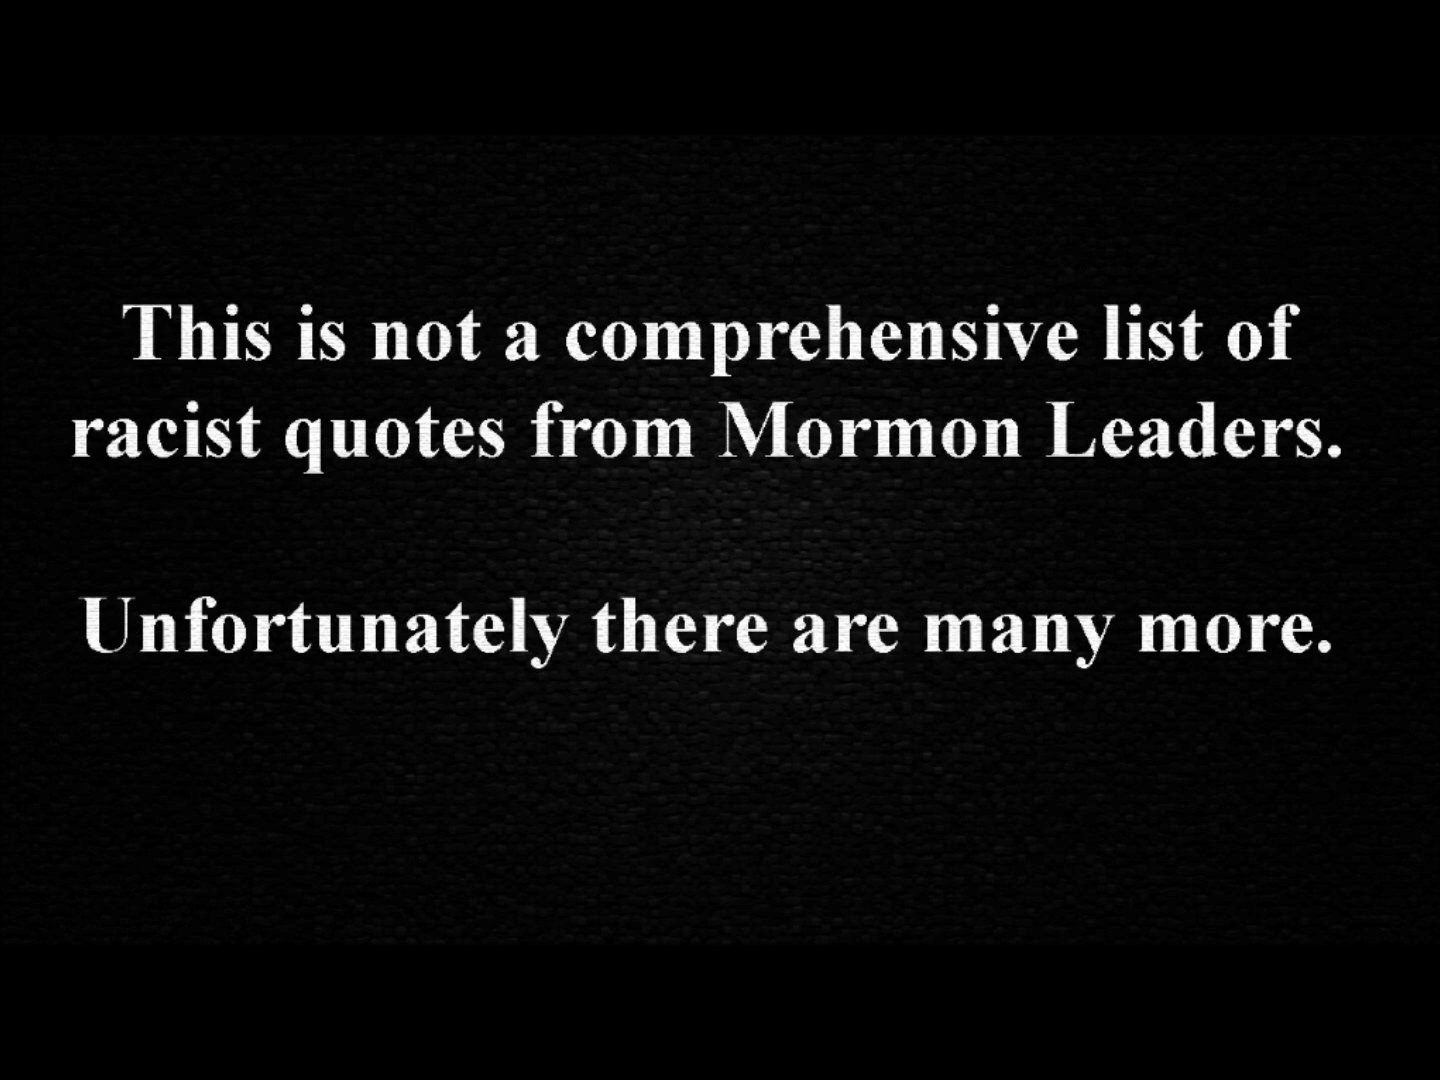 This is not a comprehensive list of
racist quotes from Mormon Leaders.
Unfortunately there are many more.